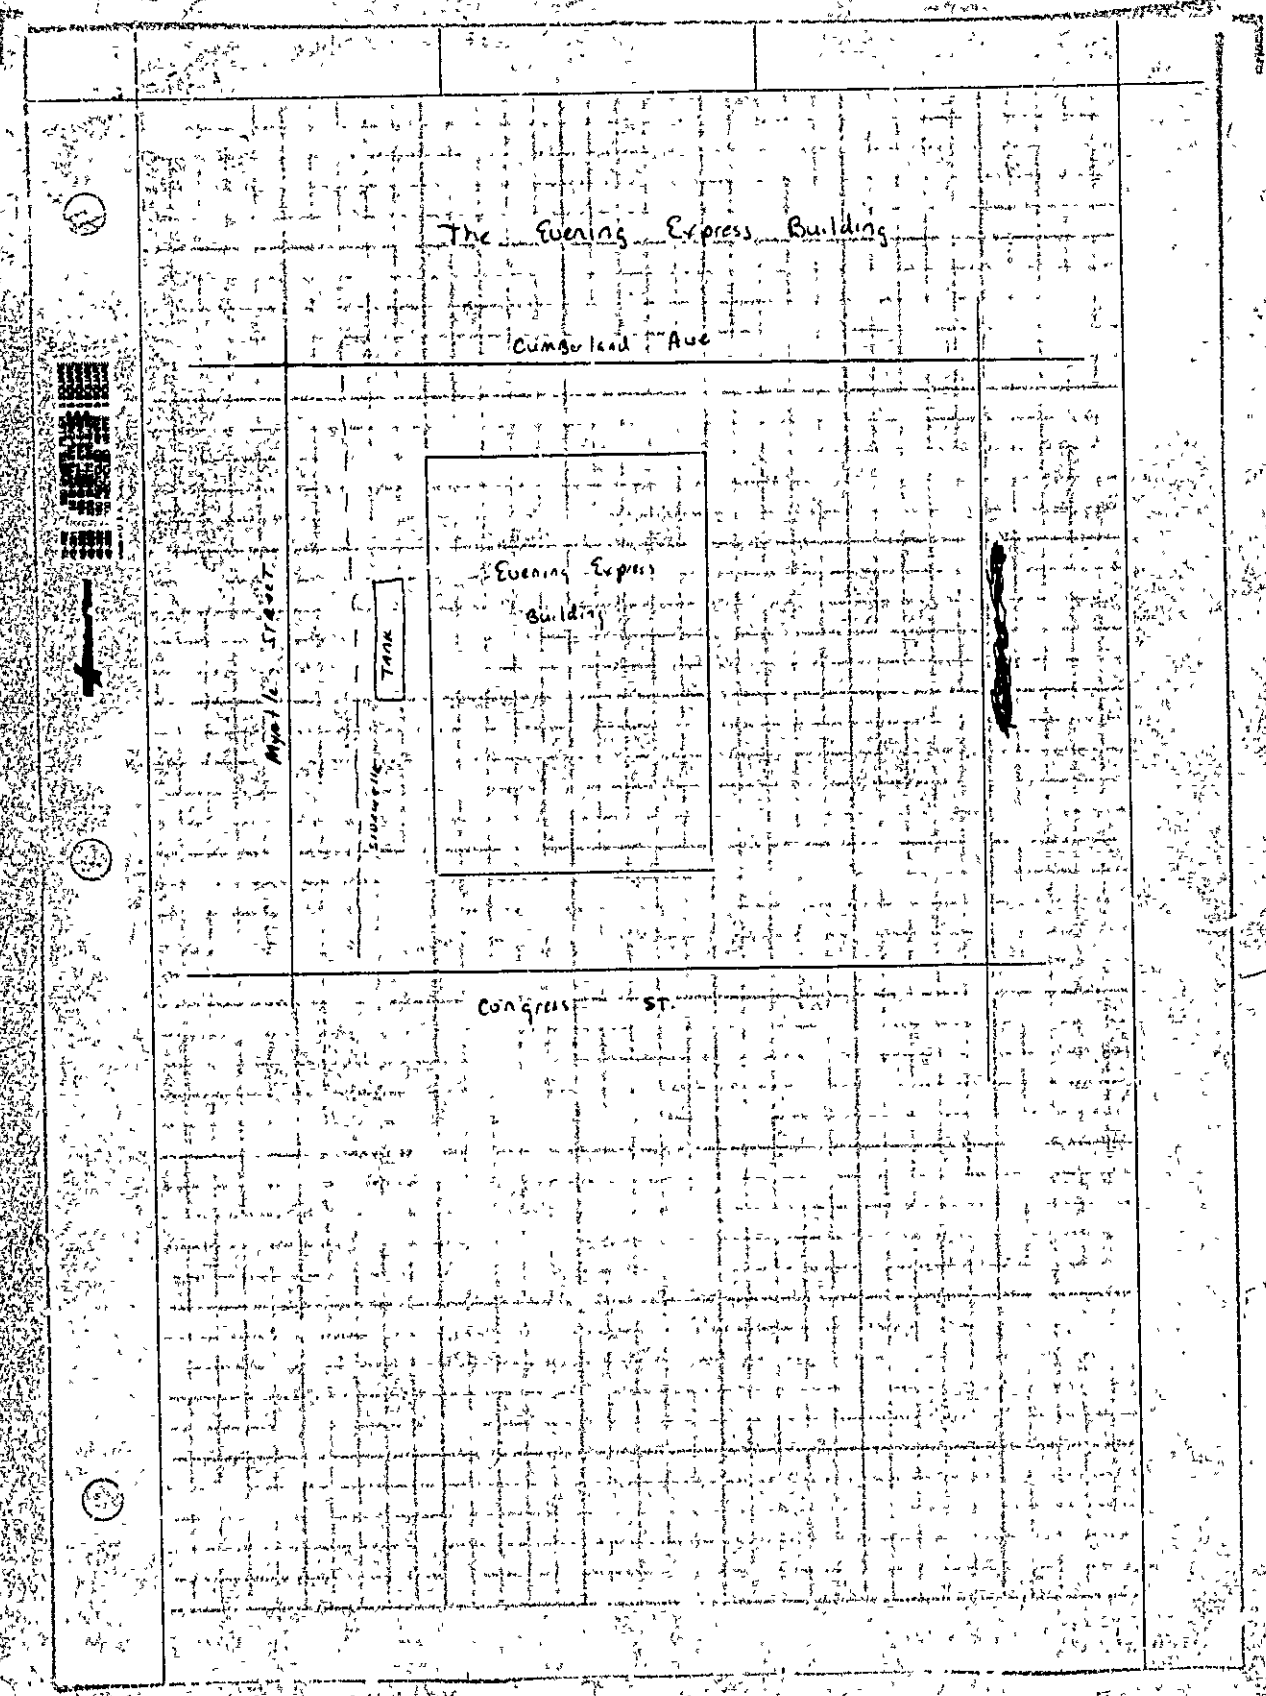 The Evening Express Building
Cumberland Ave
Evening Express
Building
Myrtle Street
TANK
SIDEWALK
Congress ST.